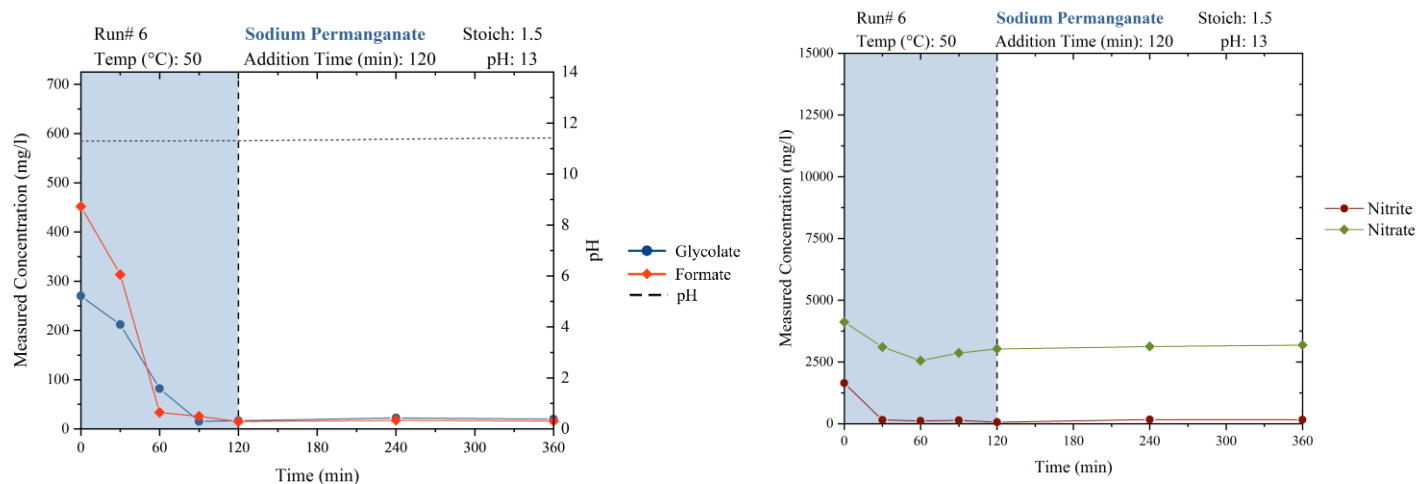 Run# 6 Sodium Permanganate Stoich: 1.5
Temp (°C): 50 Addition Time (min): 120 pH: 13
700
600
500
400
300
200
100
0
Measured Concentration (mg/l)
0 60 120 180 240 300 360
Time (min)
14
12
10
8
6
4
2
0
pH
Glycolate
Formate
pH
Run# 6 Sodium Permanganate Stoich: 1.5
Temp (°C): 50 Addition Time (min): 120 pH: 13
15000
12500
15000
7500
5000
2500
0
Measured Concentration (mg/l)
0 60 120 180 240 300 360
Time (min)
Nitrite
Nitrate